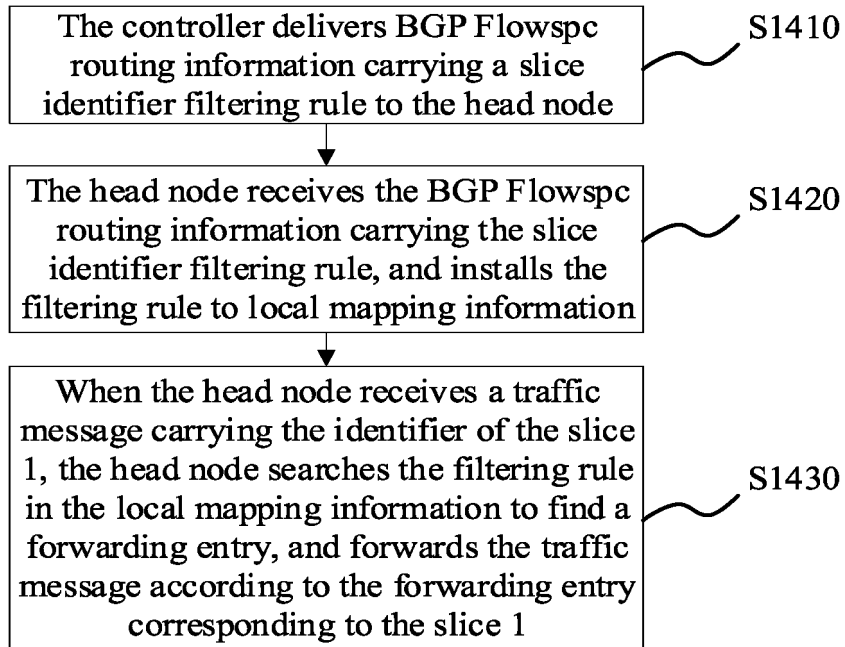 The controller delivers BGP Flowspc
routing information carrying a slice
identifier filtering rule to the head node
S1410
The head node receives the BGP Flowspc
routing information carrying the slice
identifier filtering rule, and installs the
filtering rule to local mapping information
S1420
When the head node receives a traffic
message carrying the identifier of the slice
1, the head node searches the filtering rule
in the local mapping information to find a
forwarding entry, and forwards the traffic
message according to the forwarding entry
corresponding to the slice 1
S1430